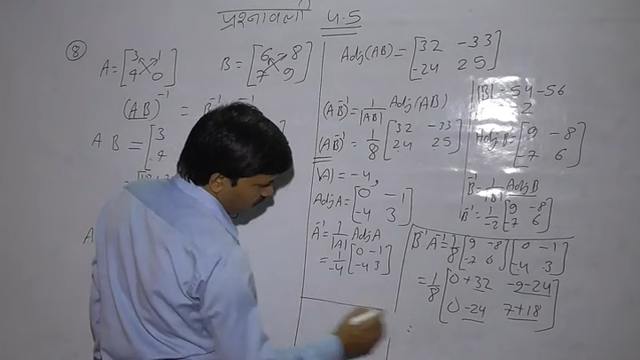 प्रश्नावली 4.5
⑧ A = [3 1; 4 0] B = [6 8; 7 9]
(AB)⁻¹ = B⁻¹
AB = [3
4
A
Adj(AB) = [32 -33; -24 25]
(AB)⁻¹ = 1/|AB| Adj(AB)
(AB)⁻¹ = 1/8 [32 -33; -24 25]
|A| = -4,
Adj A = [0 -1; -4 3]
A⁻¹ = 1/|A| Adj A
= 1/-4 [0 -1; -4 3]
|B| = 54 - 56
= -2
Adj B = [9 -8; -7 6]
B⁻¹ = 1/|B| Adj B
B⁻¹ = 1/-2 [9 -8; -7 6]
B⁻¹ A⁻¹ = 1/8 [9 -8; -7 6] [0 -1; -4 3]
= 1/8 [0+32 -9-24; 0-24 7+18]